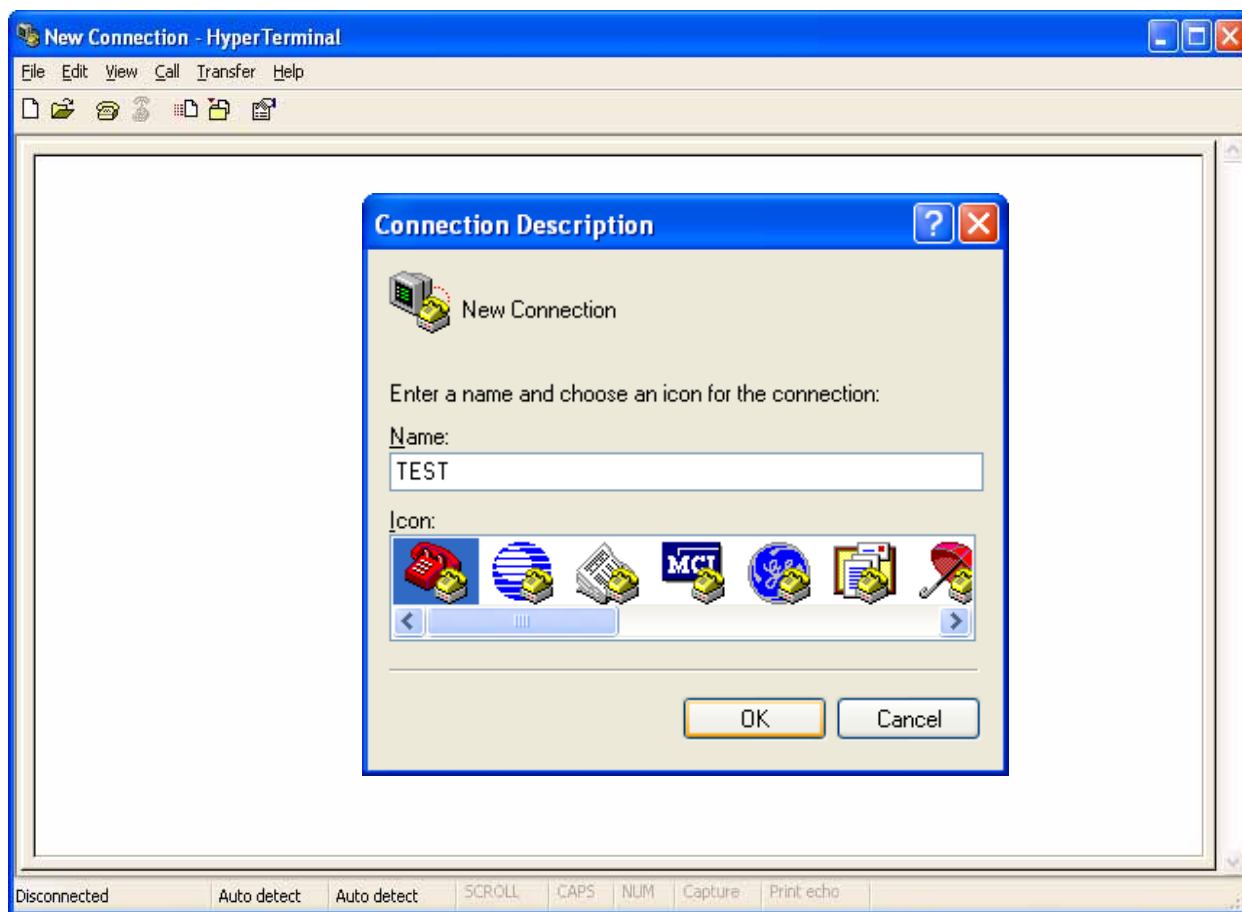 New Connection - HyperTerminal
File Edit View Call Transfer Help
Connection Description
New Connection
Enter a name and choose an icon for the connection:
Name:
TEST
Icon:
MCI
OK Cancel
Disconnected Auto detect Auto detect SCROLL CAPS NUM Capture Print echo